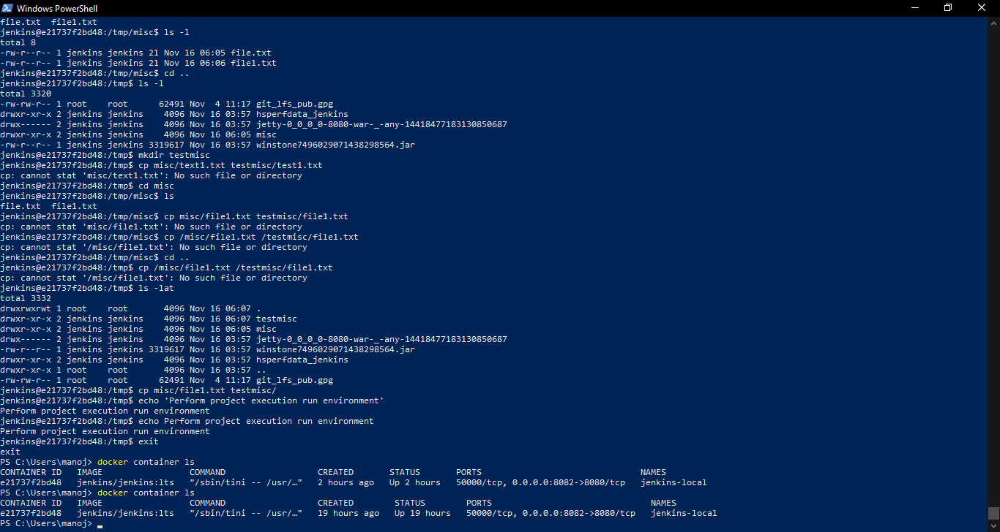 Windows PowerShell
file.txt  file1.txt
jenkins@e21737f2bd48:/tmp/misc$ ls -l
total 8
-rw-r--r-- 1 jenkins jenkins 21 Nov 16 06:05 file.txt
-rw-r--r-- 1 jenkins jenkins 21 Nov 16 06:06 file1.txt
jenkins@e21737f2bd48:/tmp/misc$ cd ..
jenkins@e21737f2bd48:/tmp$ ls -l
total 3320
-rw-rw-r-- 1 root    root      62491 Nov  4 11:17 git_lfs_pub.gpg
drwxr-xr-x 2 jenkins jenkins    4096 Nov 16 03:57 hsperfdata_jenkins
drwx------ 2 jenkins jenkins    4096 Nov 16 03:57 jetty-0_0_0_0-8080-war-_-any-14418477183130850687
drwxr-xr-x 2 jenkins jenkins    4096 Nov 16 06:05 misc
-rw-r--r-- 1 jenkins jenkins 3319617 Nov 16 03:57 winstone7496029071438298564.jar
jenkins@e21737f2bd48:/tmp$ mkdir testmisc
jenkins@e21737f2bd48:/tmp$ cp misc/text1.txt testmisc/test1.txt
cp: cannot stat 'misc/text1.txt': No such file or directory
jenkins@e21737f2bd48:/tmp$ cd misc
jenkins@e21737f2bd48:/tmp/misc$ ls
file.txt  file1.txt
jenkins@e21737f2bd48:/tmp/misc$ cp misc/file1.txt testmisc/file1.txt
cp: cannot stat 'misc/file1.txt': No such file or directory
jenkins@e21737f2bd48:/tmp/misc$ cp /misc/file1.txt /testmisc/file1.txt
cp: cannot stat '/misc/file1.txt': No such file or directory
jenkins@e21737f2bd48:/tmp/misc$ cd ..
jenkins@e21737f2bd48:/tmp$ cp /misc/file1.txt /testmisc/file1.txt
cp: cannot stat '/misc/file1.txt': No such file or directory
jenkins@e21737f2bd48:/tmp$ ls -lat
total 3332
drwxrwxrwt 1 root    root       4096 Nov 16 06:07 .
drwxr-xr-x 2 jenkins jenkins    4096 Nov 16 06:07 testmisc
drwxr-xr-x 2 jenkins jenkins    4096 Nov 16 06:05 misc
drwx------ 2 jenkins jenkins    4096 Nov 16 03:57 jetty-0_0_0_0-8080-war-_-any-14418477183130850687
-rw-r--r-- 1 jenkins jenkins 3319617 Nov 16 03:57 winstone7496029071438298564.jar
drwxr-xr-x 2 jenkins jenkins    4096 Nov 16 03:57 hsperfdata_jenkins
drwxr-xr-x 1 root    root       4096 Nov 16 03:57 ..
-rw-rw-r-- 1 root    root      62491 Nov  4 11:17 git_lfs_pub.gpg
jenkins@e21737f2bd48:/tmp$ cp misc/file1.txt testmisc/
jenkins@e21737f2bd48:/tmp$ echo 'Perform project execution run environment'
Perform project execution run environment
jenkins@e21737f2bd48:/tmp$ echo Perform project execution run environment
Perform project execution run environment
jenkins@e21737f2bd48:/tmp$ exit
exit
PS C:\Users\manoj> docker container ls
CONTAINER ID   IMAGE                 COMMAND                  CREATED       STATUS       PORTS                               NAMES
e21737f2bd48   jenkins/jenkins:lts   "/sbin/tini -- /usr/…"   2 hours ago   Up 2 hours   50000/tcp, 0.0.0.0:8082->8080/tcp   jenkins-local
PS C:\Users\manoj> docker container ls
CONTAINER ID   IMAGE                 COMMAND                  CREATED        STATUS        PORTS                               NAMES
e21737f2bd48   jenkins/jenkins:lts   "/sbin/tini -- /usr/…"   19 hours ago   Up 19 hours   50000/tcp, 0.0.0.0:8082->8080/tcp   jenkins-local
PS C:\Users\manoj>